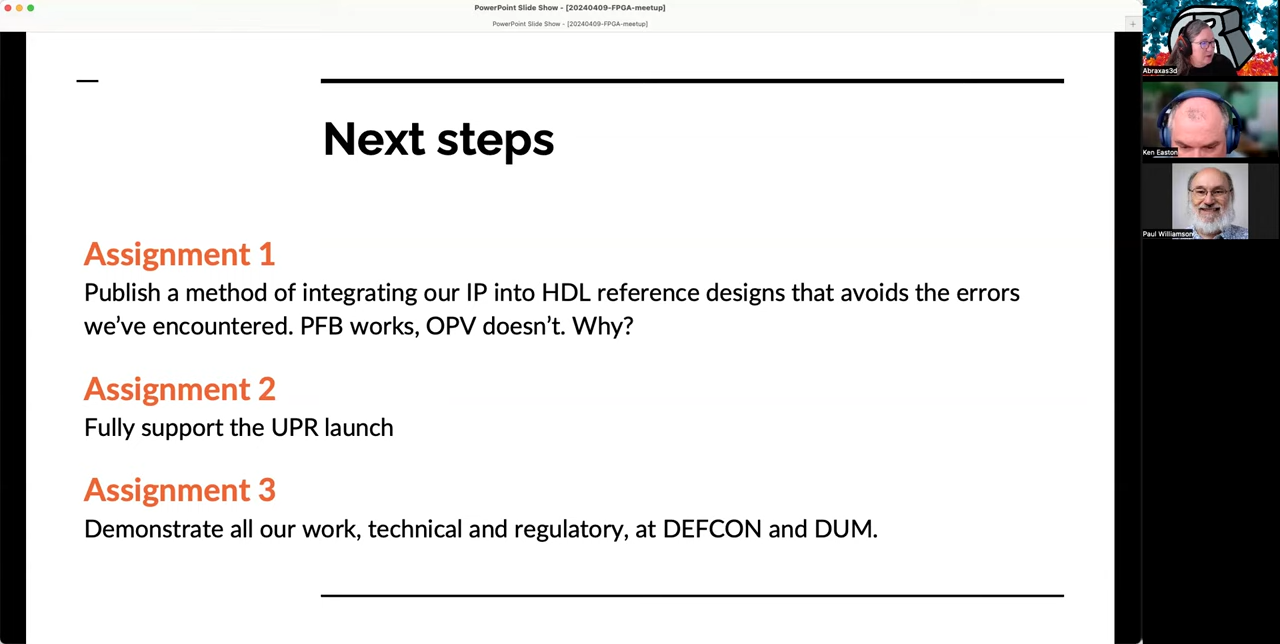 PowerPoint Slide Show - [20240409-FPGA-meetup]
PowerPoint Slide Show - [20240409-FPGA-meetup]
Next steps
Assignment 1
Publish a method of integrating our IP into HDL reference designs that avoids the errors
we’ve encountered. PFB works, OPV doesn’t. Why?
Assignment 2
Fully support the UPR launch
Assignment 3
Demonstrate all our work, technical and regulatory, at DEFCON and DUM.
Abraxas3d
Ken Easton
Paul Williamson